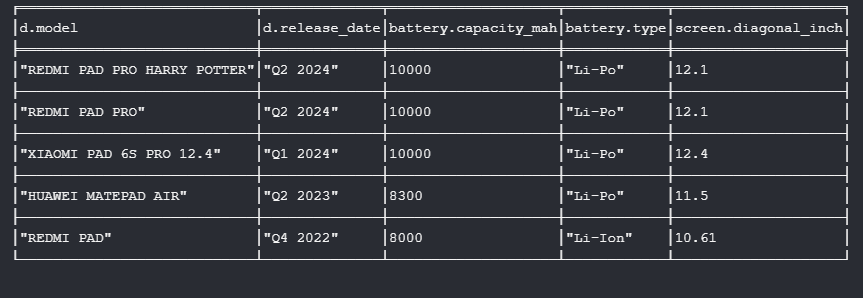 d.model d.release_date battery.capacity_mah battery.type screen.diagonal_inch
"REDMI PAD PRO HARRY POTTER" "Q2 2024" 10000 "Li-Po" 12.1
"REDMI PAD PRO" "Q2 2024" 10000 "Li-Po" 12.1
"XIAOMI PAD 6S PRO 12.4" "Q1 2024" 10000 "Li-Po" 12.4
"HUAWEI MATEPAD AIR" "Q2 2023" 8300 "Li-Po" 11.5
"REDMI PAD" "Q4 2022" 8000 "Li-Ion" 10.61